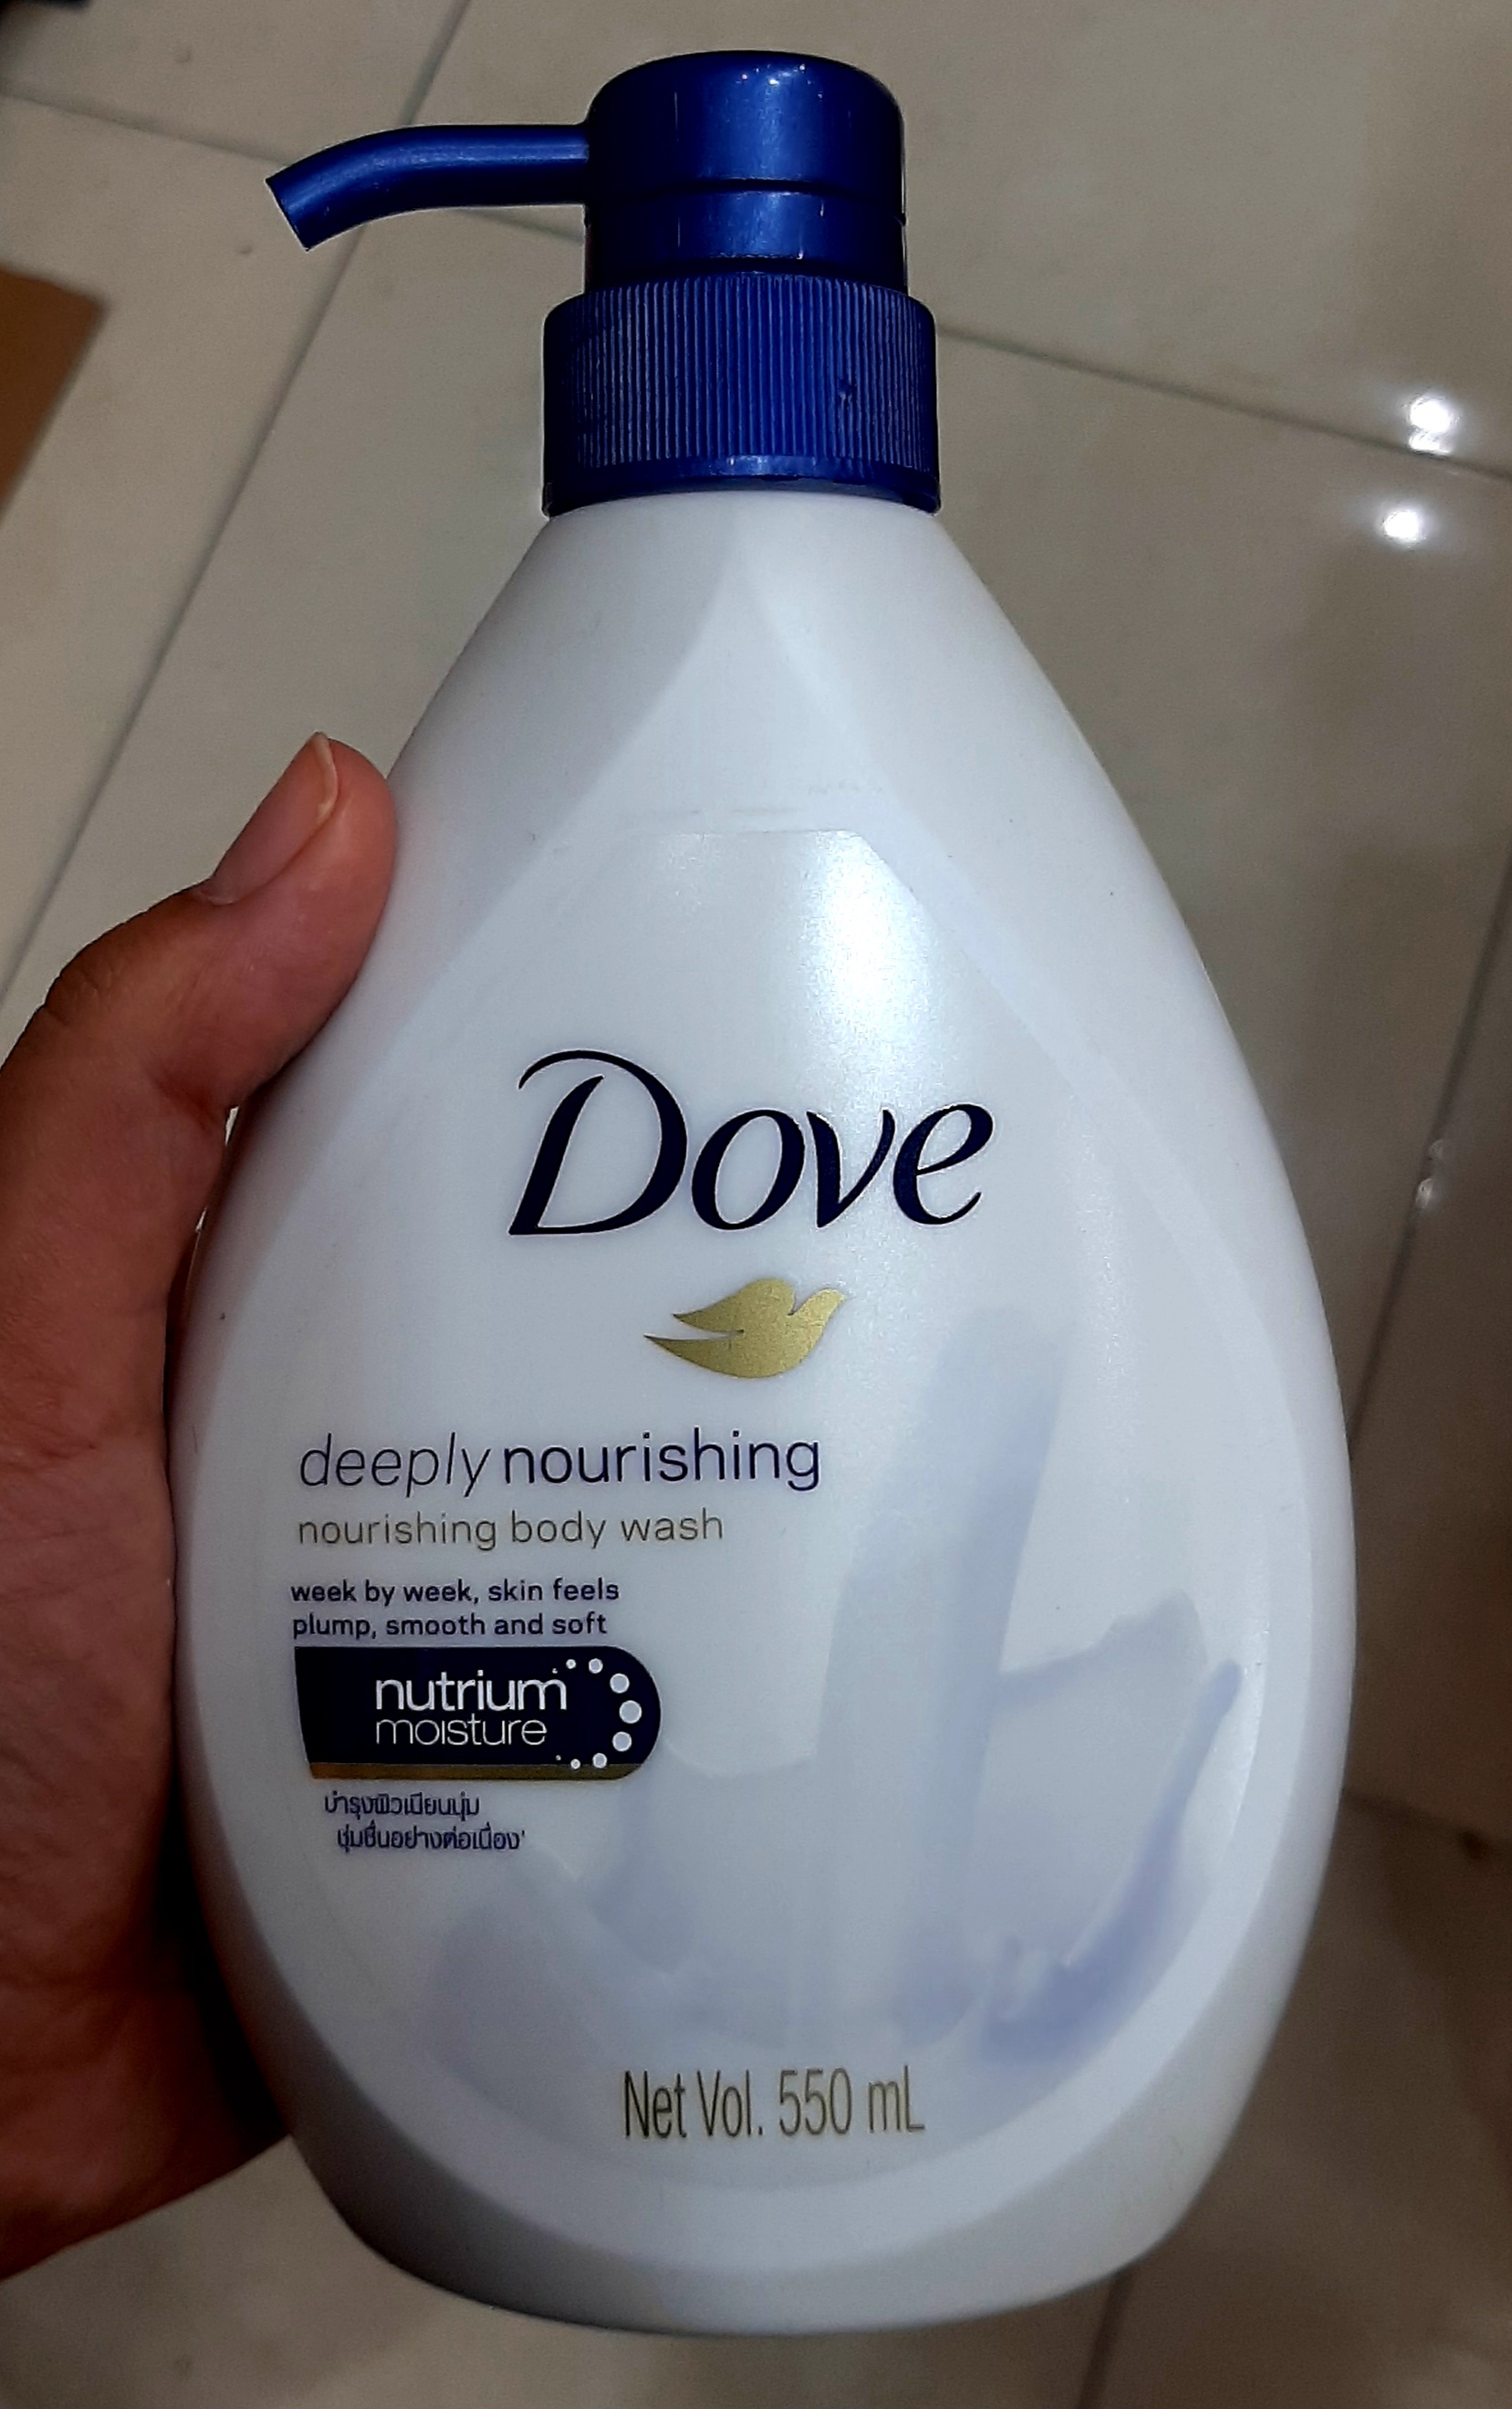 Dove
deeply nourishing
nourishing body wash
week by week, skin feels
plump, smooth and soft
nutrium
moisture
บำรุงผิวเนียนนุ่ม
ชุ่มชื่นอย่างต่อเนื่อง'
Net Vol. 550 mL